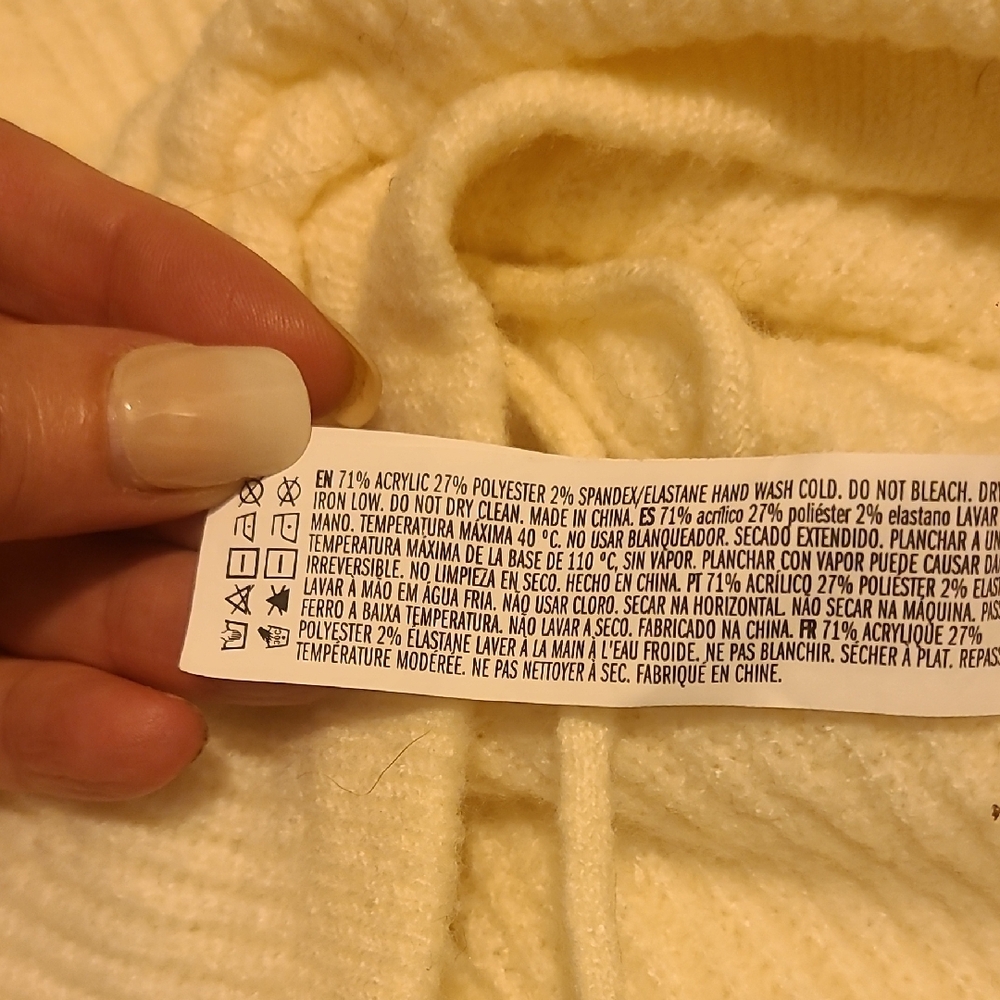 EN 71% ACRYLIC 27% POLYESTER 2% SPANDEX/ELASTANE HAND WASH COLD. DO NOT BLEACH. DRY
IRON LOW. DO NOT DRY CLEAN. MADE IN CHINA. ES 71% acrílico 27% poliéster 2% elastano LAVAR
MANO. TEMPERATURA MÁXIMA 40 °C. NO USAR BLANQUEADOR. SECADO EXTENDIDO. PLANCHAR A UN
TEMPERATURA MÁXIMA DE LA BASE DE 110 °C, SIN VAPOR. PLANCHAR CON VAPOR PUEDE CAUSAR
IRREVERSIBLE. NO LIMPIEZA EN SECO. HECHO EN CHINA. PT 71% ACRÍLICO 27% POLIÉSTER 2%
LAVAR À MÃO EM ÁGUA FRIA. NÃO USAR CLORO. SECAR NA HORIZONTAL. NÃO SECAR NA MÁQUINA.
FERRO A BAIXA TEMPERATURA. NÃO LAVAR A SECO. FABRICADO NA CHINA. FR 71% ACRYLIQUE 27%
POLYESTER 2% ÉLASTANE LAVER À LA MAIN À L'EAU FROIDE. NE PAS BLANCHIR. SÉCHER À PLAT.
TEMPÉRATURE MODÉRÉE. NE PAS NETTOYER À SEC. FABRIQUÉ EN CHINE.